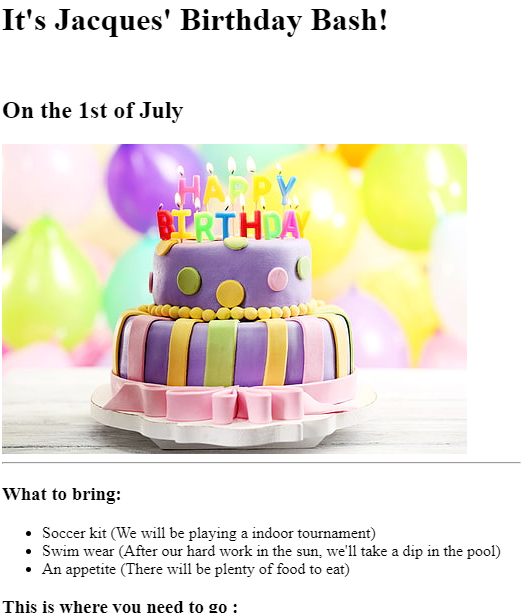 It's Jacques' Birthday Bash!
On the 1st of July
HAPPY
BIRTHDAY
What to bring:
Soccer kit (We will be playing a indoor tournament)
Swim wear (After our hard work in the sun, we'll take a dip in the pool)
An appetite (There will be plenty of food to eat)
This is where you need to go :